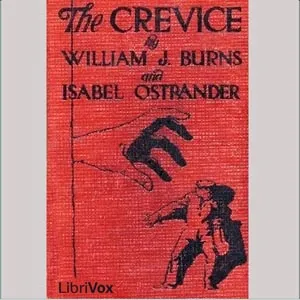 The CREVICE
by
WILLIAM J. BURNS
and
ISABEL OSTRANDER
LibriVox